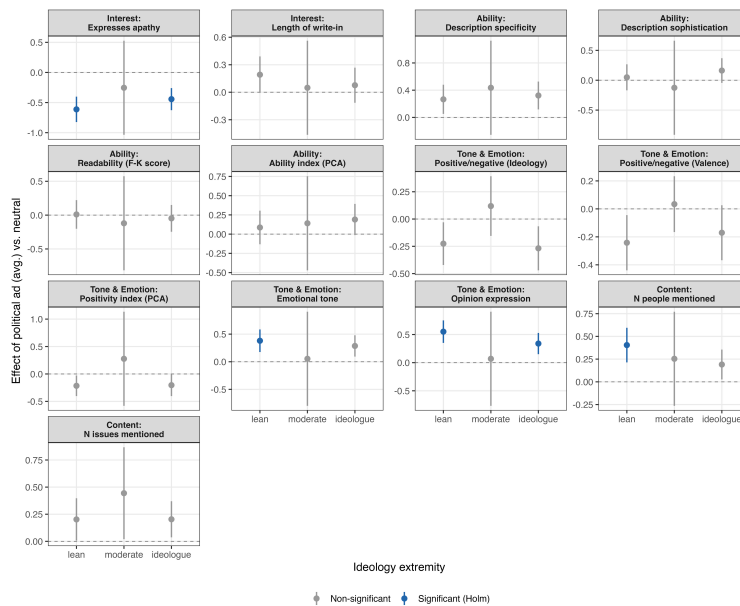 Interest:
Expresses apathy
Interest:
Length of write-in
Ability:
Description specificity
Ability:
Description sophistication
0.5
0.0
-0.5
-1.0
0.6
0.3
0.0
-0.3
0.8
0.4
0.0
0.5
0.0
-0.5
Ability:
Readability (F-K score)
Ability:
Ability index (PCA)
Tone & Emotion:
Positive/negative (Ideology)
Tone & Emotion:
Positive/negative (Valence)
0.5
0.0
-0.5
0.75
0.50
0.25
0.00
-0.25
-0.50
0.25
0.00
-0.25
-0.50
0.2
0.0
-0.2
-0.4
Tone & Emotion:
Positivity index (PCA)
Tone & Emotion:
Emotional tone
Tone & Emotion:
Opinion expression
Content:
N people mentioned
1.0
0.5
0.0
-0.5
0.5
0.0
-0.5
0.5
0.0
-0.5
0.75
0.50
0.25
0.00
-0.25
lean moderate ideologue
lean moderate ideologue
lean moderate ideologue
Content:
N issues mentioned
0.75
0.50
0.25
0.00
lean moderate ideologue
Effect of political ad (avg.) vs. neutral
Ideology extremity
Non-significant Significant (Holm)